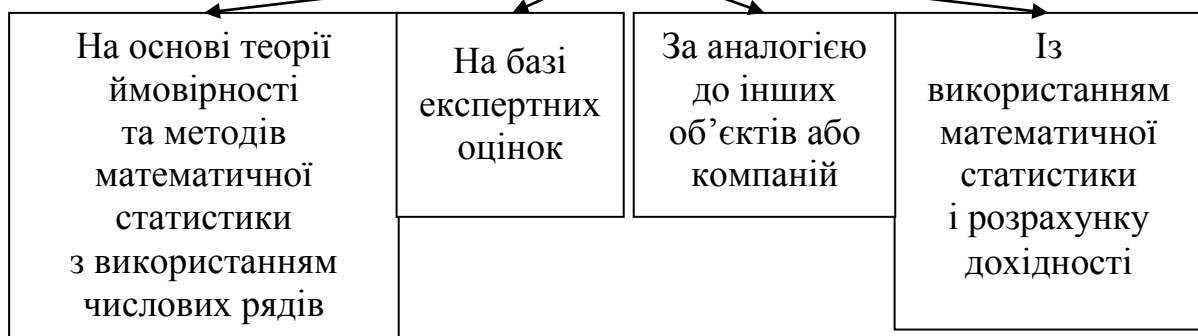 На основі теорії
ймовірності
та методів
математичної
статистики
з використанням
числових рядів
На базі
експертних
оцінок
За аналогією
до інших
об’єктів або
компаній
Із
використанням
математичної
статистики
і розрахунку
дохідності